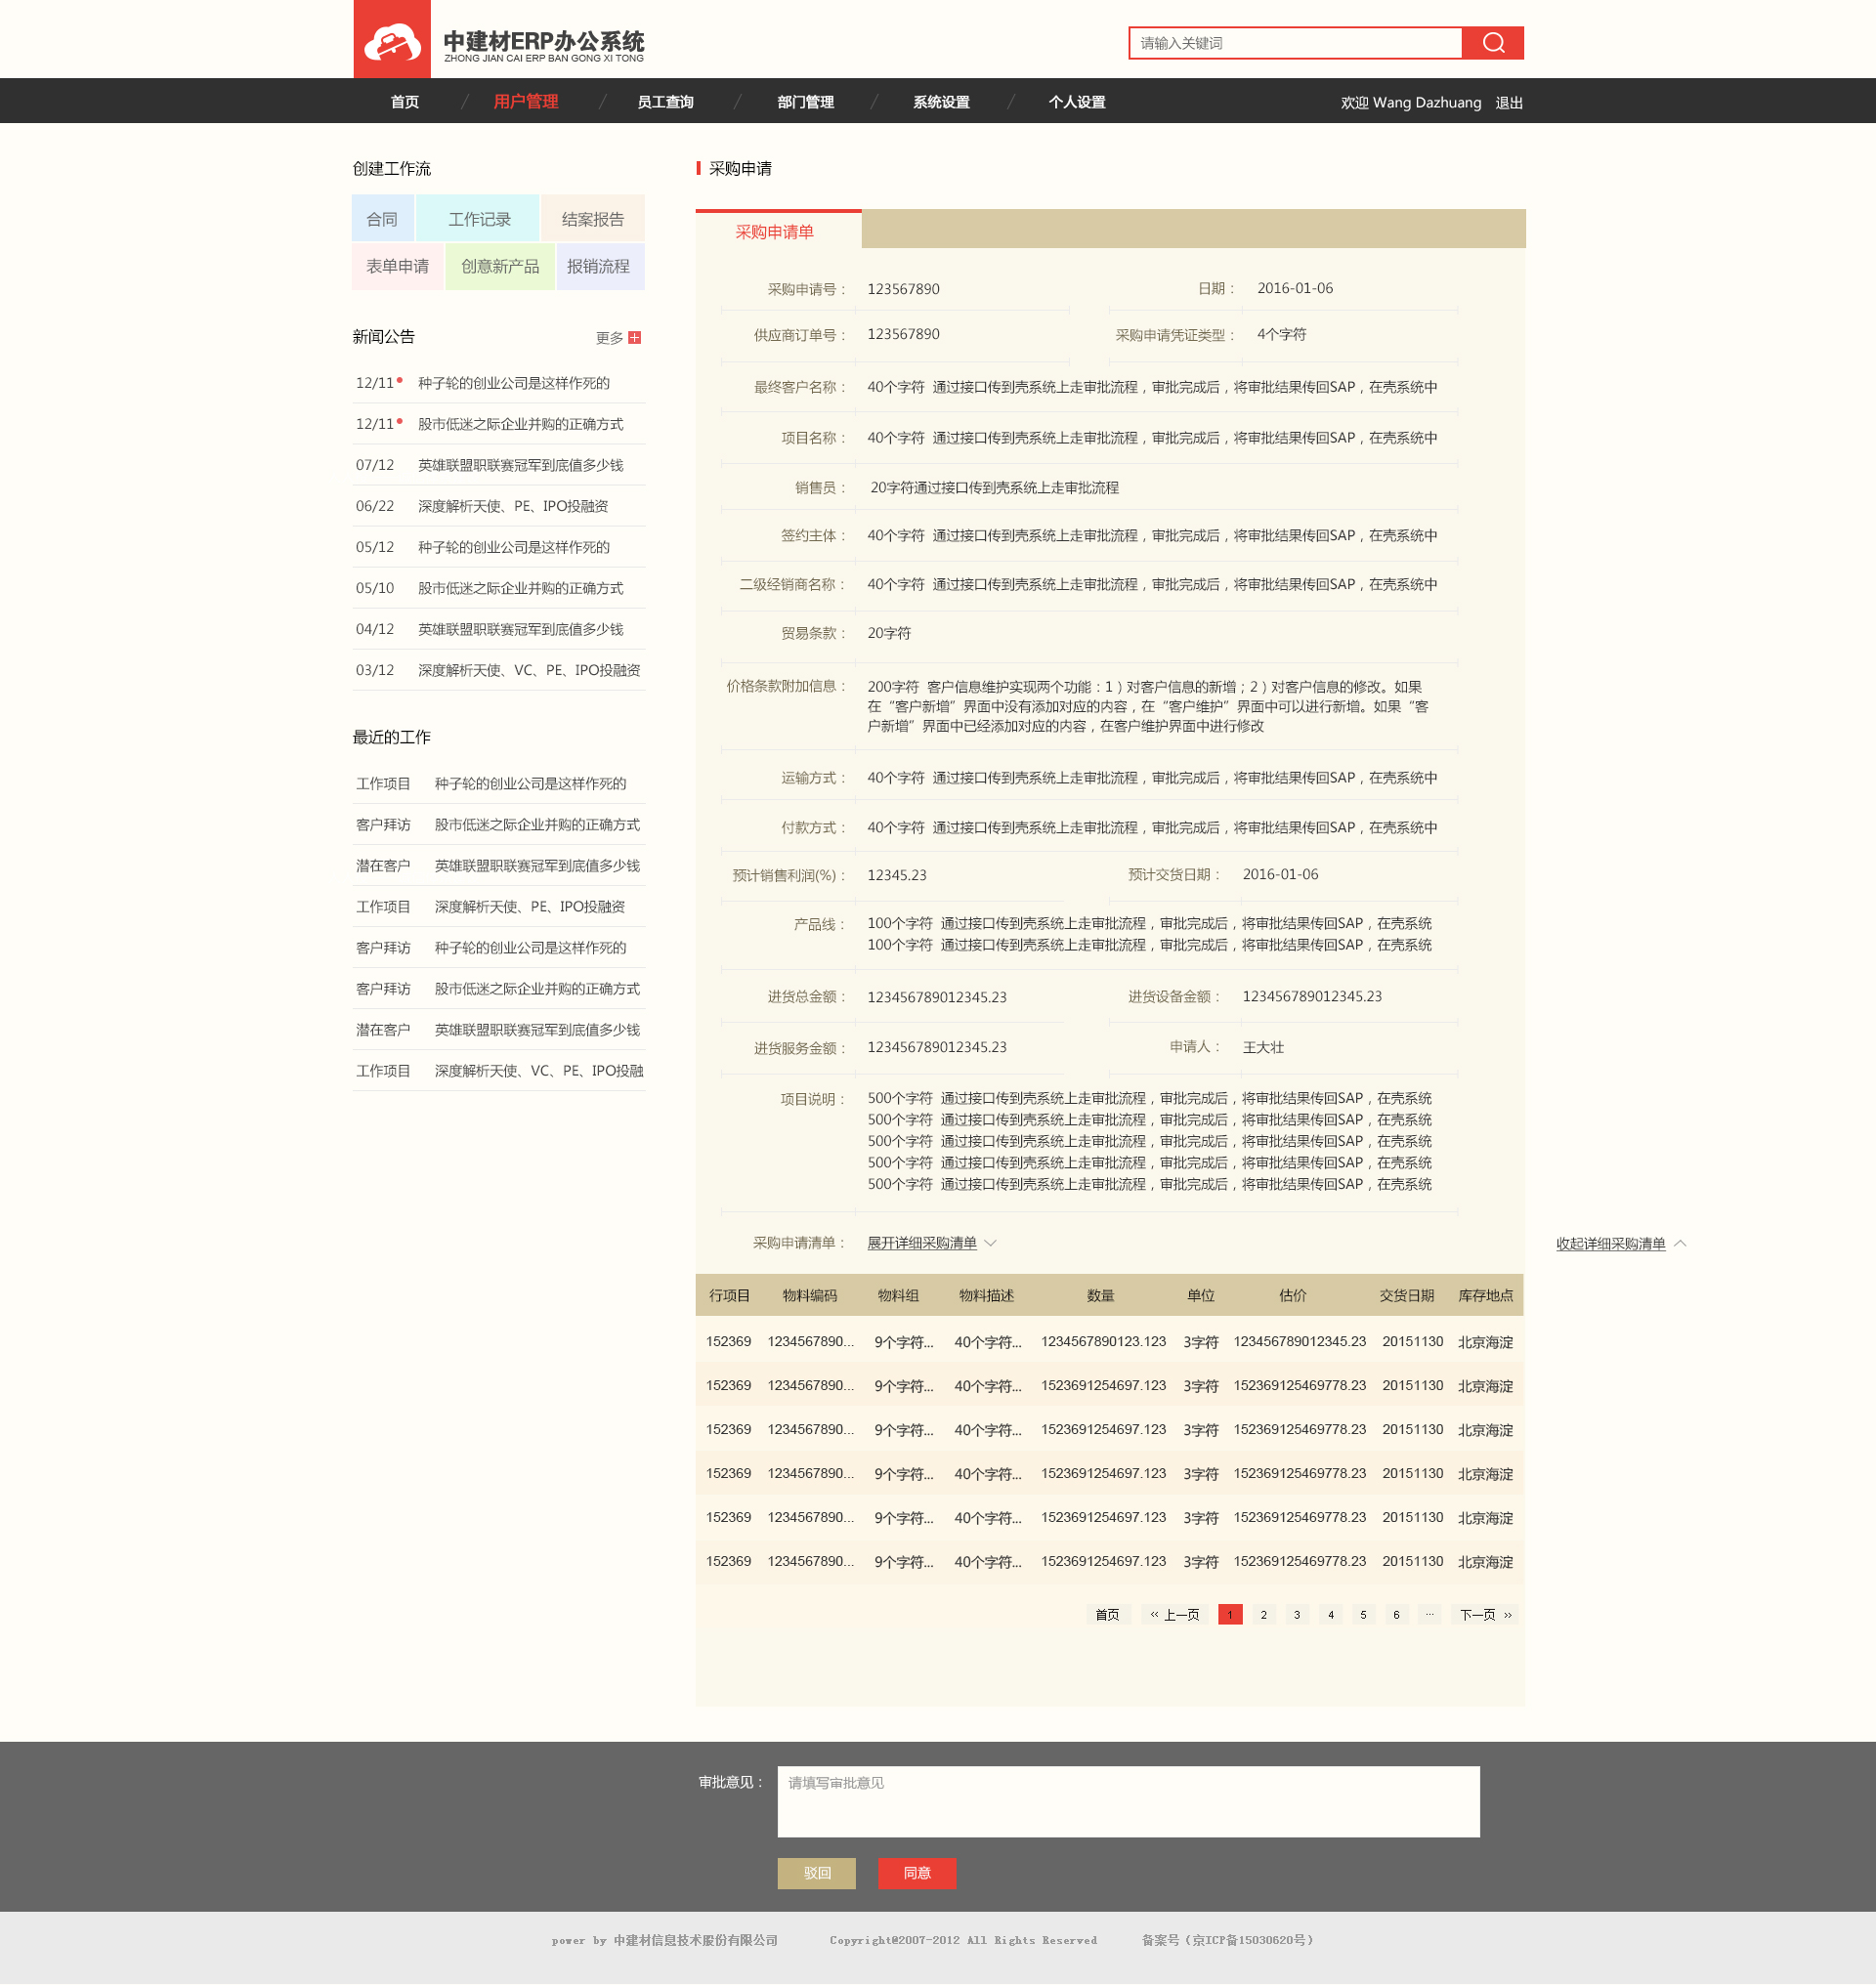 中建材ERP办公系统
ZHONG JIAN CAI ERP BAN GONG XI TONG
请输入关键词
首页 用户管理 员工查询 部门管理 系统设置 个人设置 欢迎 Wang Dazhuang 退出
创建工作流
合同 工作记录 结案报告
表单申请 创意新产品 报销流程
新闻公告 更多
12/11 种子轮的创业公司是这样作死的
12/11 股市低迷之际企业并购的正确方式
07/12 英雄联盟职联赛冠军到底值多少钱
06/22 深度解析天使、PE、IPO投融资
05/12 种子轮的创业公司是这样作死的
05/10 股市低迷之际企业并购的正确方式
04/12 英雄联盟职联赛冠军到底值多少钱
03/12 深度解析天使、VC、PE、IPO投融资
最近的工作
工作项目 种子轮的创业公司是这样作死的
客户拜访 股市低迷之际企业并购的正确方式
潜在客户 英雄联盟职联赛冠军到底值多少钱
工作项目 深度解析天使、PE、IPO投融资
客户拜访 种子轮的创业公司是这样作死的
客户拜访 股市低迷之际企业并购的正确方式
潜在客户 英雄联盟职联赛冠军到底值多少钱
工作项目 深度解析天使、VC、PE、IPO投融
采购申请
采购申请单
采购申请号： 123567890 日期： 2016-01-06
供应商订单号： 123567890 采购申请凭证类型： 4个字符
最终客户名称： 40个字符 通过接口传到壳系统上走审批流程，审批完成后，将审批结果传回SAP，在壳系统中
项目名称： 40个字符 通过接口传到壳系统上走审批流程，审批完成后，将审批结果传回SAP，在壳系统中
销售员： 20字符通过接口传到壳系统上走审批流程
签约主体： 40个字符 通过接口传到壳系统上走审批流程，审批完成后，将审批结果传回SAP，在壳系统中
二级经销商名称： 40个字符 通过接口传到壳系统上走审批流程，审批完成后，将审批结果传回SAP，在壳系统中
贸易条款： 20字符
价格条款附加信息： 200字符 客户信息维护实现两个功能：1）对客户信息的新增；2）对客户信息的修改。如果
在“客户新增”界面中没有添加对应的内容，在“客户维护”界面中可以进行新增。如果“客
户新增”界面中已经添加对应的内容，在客户维护界面中进行修改
运输方式： 40个字符 通过接口传到壳系统上走审批流程，审批完成后，将审批结果传回SAP，在壳系统中
付款方式： 40个字符 通过接口传到壳系统上走审批流程，审批完成后，将审批结果传回SAP，在壳系统中
预计销售利润(%)： 12345.23 预计交货日期： 2016-01-06
产品线： 100个字符 通过接口传到壳系统上走审批流程，审批完成后，将审批结果传回SAP，在壳系统
100个字符 通过接口传到壳系统上走审批流程，审批完成后，将审批结果传回SAP，在壳系统
进货总金额： 123456789012345.23 进货设备金额： 123456789012345.23
进货服务金额： 123456789012345.23 申请人： 王大壮
项目说明： 500个字符 通过接口传到壳系统上走审批流程，审批完成后，将审批结果传回SAP，在壳系统
500个字符 通过接口传到壳系统上走审批流程，审批完成后，将审批结果传回SAP，在壳系统
500个字符 通过接口传到壳系统上走审批流程，审批完成后，将审批结果传回SAP，在壳系统
500个字符 通过接口传到壳系统上走审批流程，审批完成后，将审批结果传回SAP，在壳系统
500个字符 通过接口传到壳系统上走审批流程，审批完成后，将审批结果传回SAP，在壳系统
采购申请清单： 展开详细采购清单 收起详细采购清单
行项目 物料编码 物料组 物料描述 数量 单位 估价 交货日期 库存地点
152369 1234567890... 9个字符... 40个字符... 1234567890123.123 3字符 123456789012345.23 20151130 北京海淀
152369 1234567890... 9个字符... 40个字符... 1523691254697.123 3字符 152369125469778.23 20151130 北京海淀
152369 1234567890... 9个字符... 40个字符... 1523691254697.123 3字符 152369125469778.23 20151130 北京海淀
152369 1234567890... 9个字符... 40个字符... 1523691254697.123 3字符 152369125469778.23 20151130 北京海淀
152369 1234567890... 9个字符... 40个字符... 1523691254697.123 3字符 152369125469778.23 20151130 北京海淀
152369 1234567890... 9个字符... 40个字符... 1523691254697.123 3字符 152369125469778.23 20151130 北京海淀
首页 ‹‹ 上一页 1 2 3 4 5 6 ... 下一页 ››
审批意见： 请填写审批意见
驳回 同意
power by 中建材信息技术股份有限公司 Copyright@2007-2012 All Rights Reserved 备案号（京ICP备15030620号）